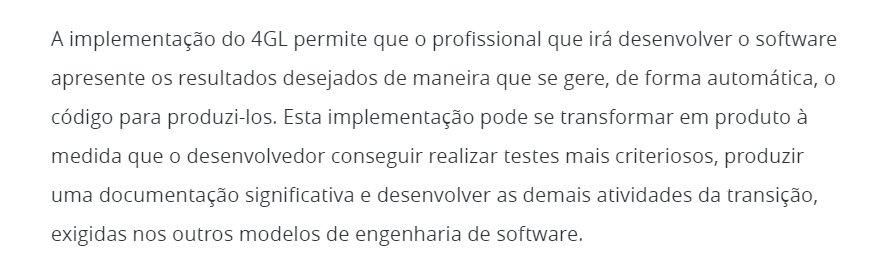 A implementação do 4GL permite que o profissional que irá desenvolver o software
apresente os resultados desejados de maneira que se gere, de forma automática, o
código para produzi-los. Esta implementação pode se transformar em produto à
medida que o desenvolvedor conseguir realizar testes mais criteriosos, produzir
uma documentação significativa e desenvolver as demais atividades da transição,
exigidas nos outros modelos de engenharia de software.